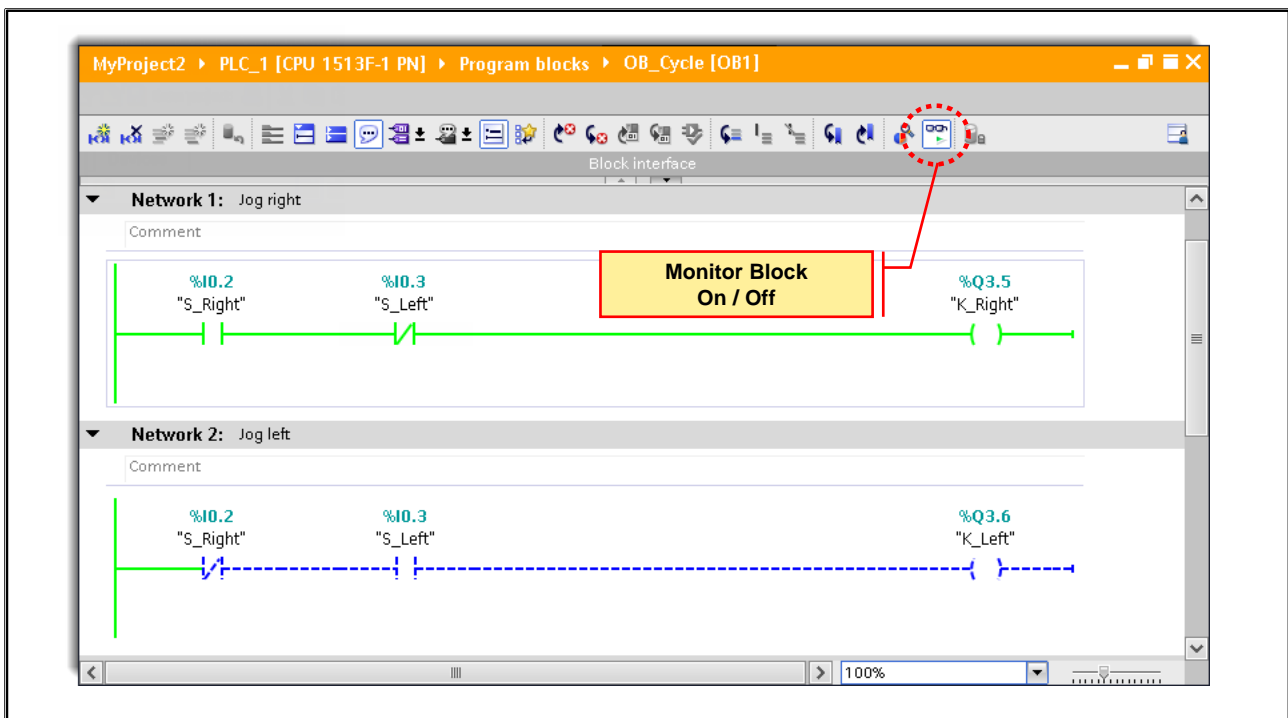 MyProject2 ▸ PLC_1 [CPU 1513F-1 PN] ▸ Program blocks ▸ OB_Cycle [OB1]
Block interface
Network 1: Jog right
Comment
Monitor Block
On / Off
%I0.2 %I0.3 %Q3.5
"S_Right" "S_Left" "K_Right"
Network 2: Jog left
Comment
%I0.2 %I0.3 %Q3.6
"S_Right" "S_Left" "K_Left"
100%